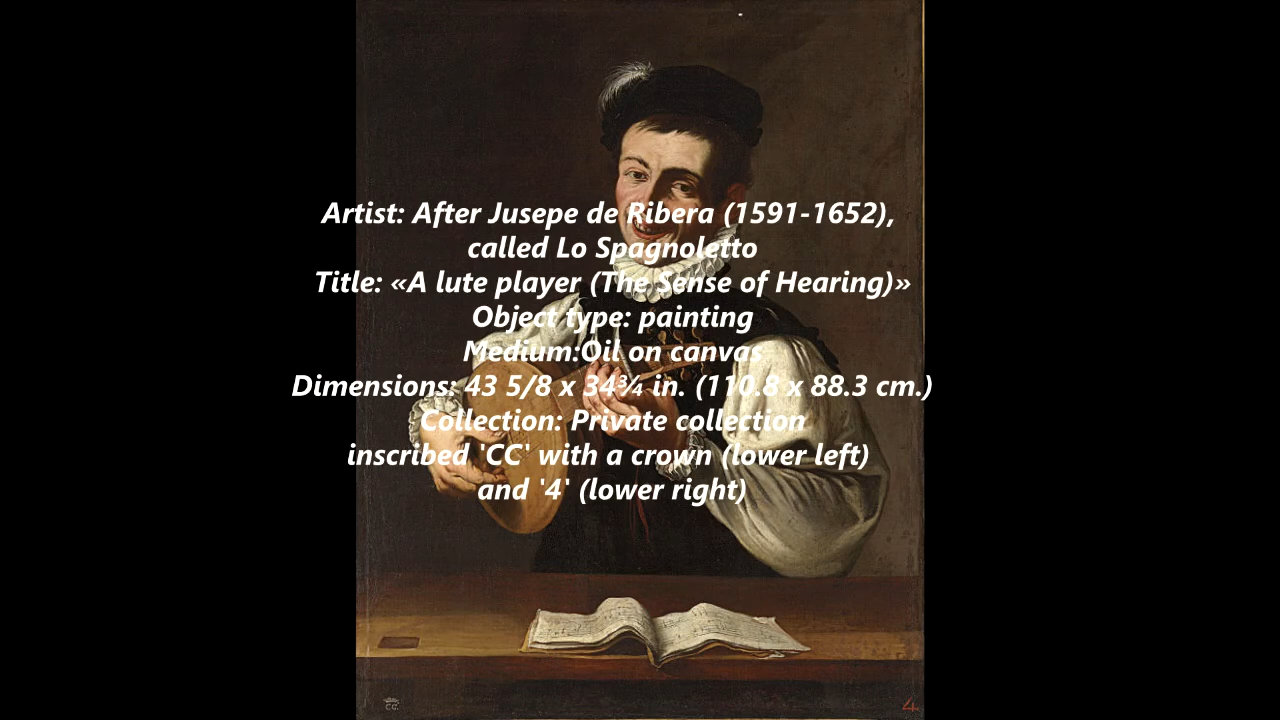 Artist: After Jusepe de Ribera (1591-1652),
called Lo Spagnoletto
Title: «A lute player (The Sense of Hearing)»
Object type: painting
Medium:Oil on canvas
Dimensions: 43 5/8 x 34¾ in. (110.8 x 88.3 cm.)
Collection: Private collection
inscribed 'CC' with a crown (lower left)
and '4' (lower right)
C.C.
4